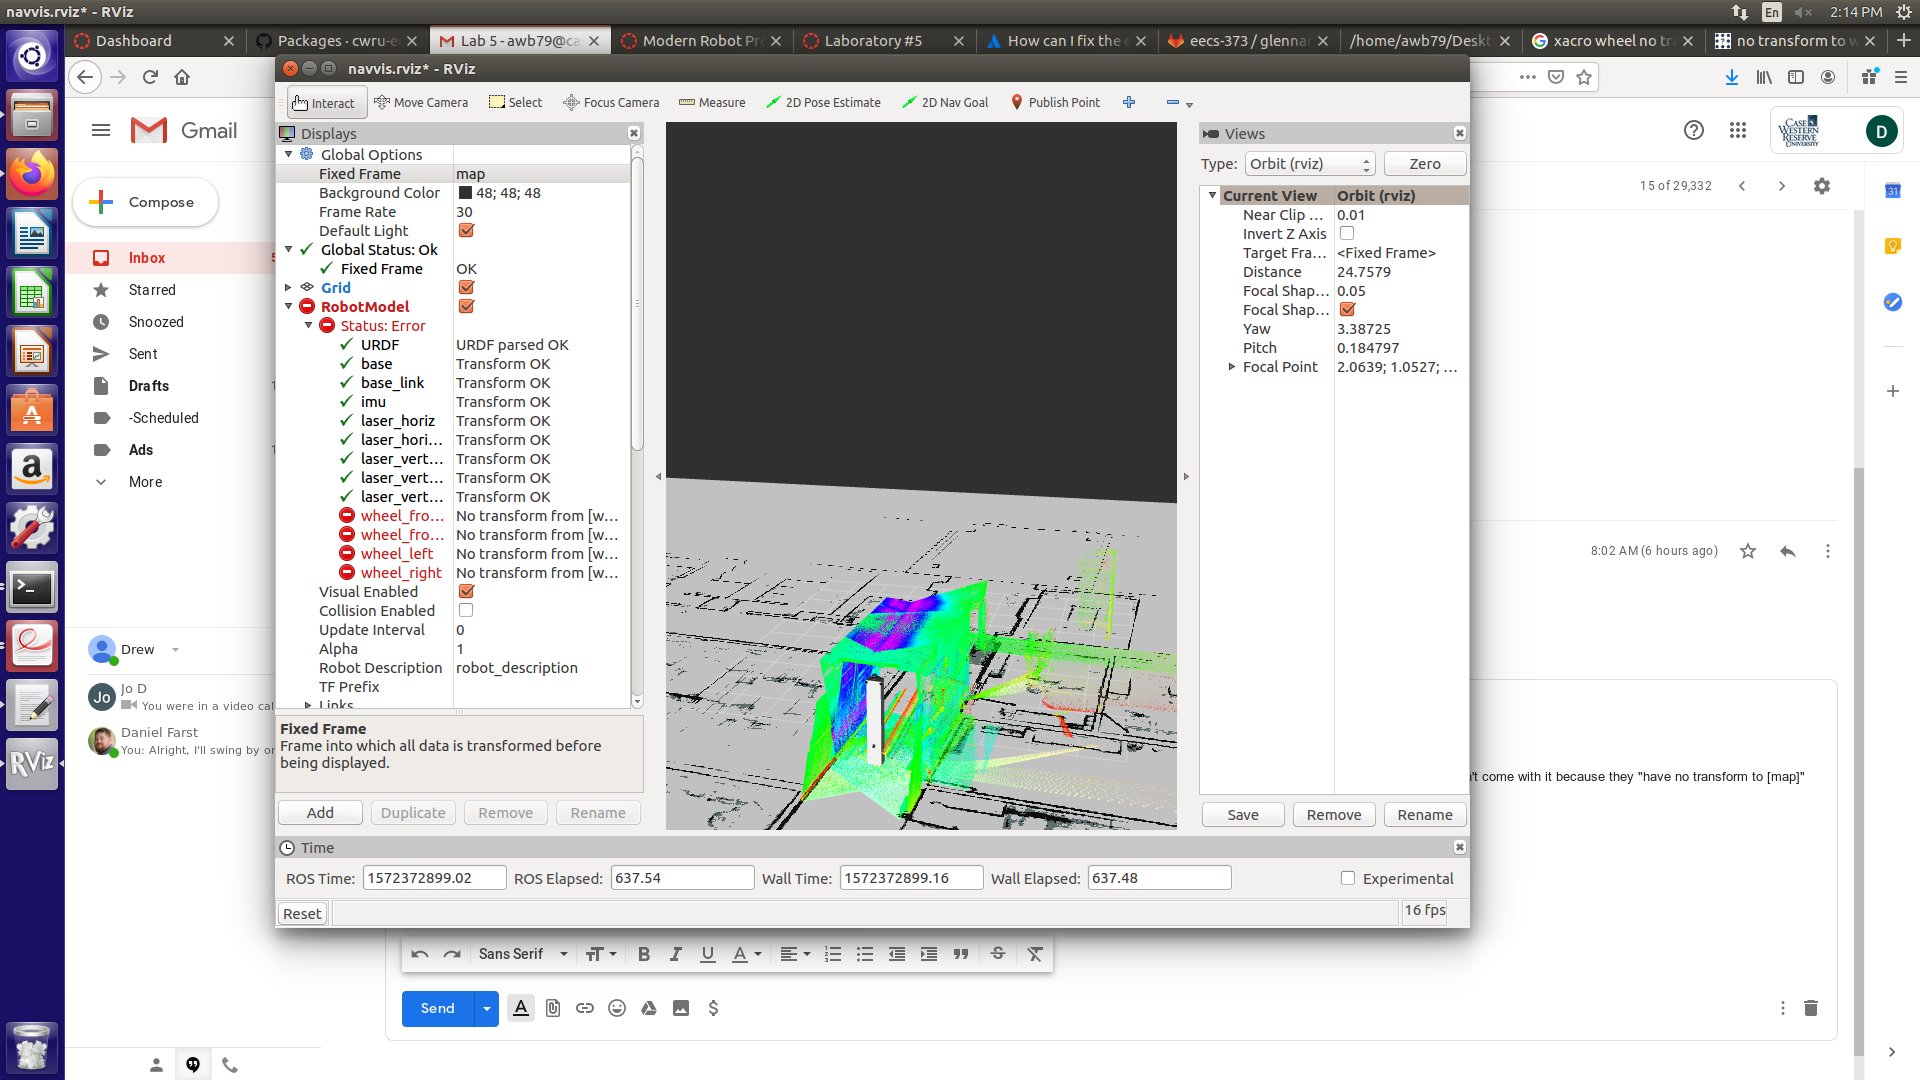 navvis.rviz* - RViz
En
2:14 PM
Dashboard
Packages · cwru-e
Lab 5 - awb79@ca
Modern Robot Pr
Laboratory #5
How can I fix the e
eecs-373 / glenna
/home/awb79/Deskt
xacro wheel no tra
no transform to w
navvis.rviz* - RViz
Interact
Move Camera
Select
Focus Camera
Measure
2D Pose Estimate
2D Nav Goal
Publish Point
Gmail
Compose
Inbox
Starred
Snoozed
Sent
Drafts
-Scheduled
Ads
More
Drew
Jo D
You were in a video cal
Daniel Farst
You: Alright, I'll swing by or
Displays
Global Options
Fixed Frame map
Background Color 48; 48; 48
Frame Rate 30
Default Light
Global Status: Ok
Fixed Frame OK
Grid
RobotModel
Status: Error
URDF URDF parsed OK
base Transform OK
base_link Transform OK
imu Transform OK
laser_horiz Transform OK
laser_hori... Transform OK
laser_vert... Transform OK
laser_vert... Transform OK
laser_vert... Transform OK
wheel_fro... No transform from [w...
wheel_fro... No transform from [w...
wheel_left No transform from [w...
wheel_right No transform from [w...
Visual Enabled
Collision Enabled
Update Interval 0
Alpha 1
Robot Description robot_description
TF Prefix
Links
Fixed Frame
Frame into which all data is transformed before
being displayed.
Add
Duplicate
Remove
Rename
Views
Type: Orbit (rviz) Zero
Current View Orbit (rviz)
Near Clip ... 0.01
Invert Z Axis
Target Fra... <Fixed Frame>
Distance 24.7579
Focal Shap... 0.05
Focal Shap...
Yaw 3.38725
Pitch 0.184797
Focal Point 2.0639; 1.0527; ...
Save
Remove
Rename
Time
ROS Time: 1572372899.02 ROS Elapsed: 637.54 Wall Time: 1572372899.16 Wall Elapsed: 637.48 Experimental
Reset
16 fps
CASE
WESTERN
RESERVE
UNIVERSITY
D
15 of 29,332
8:02 AM (6 hours ago)
't come with it because they "have no transform to [map]"
Sans Serif
Send
RViz